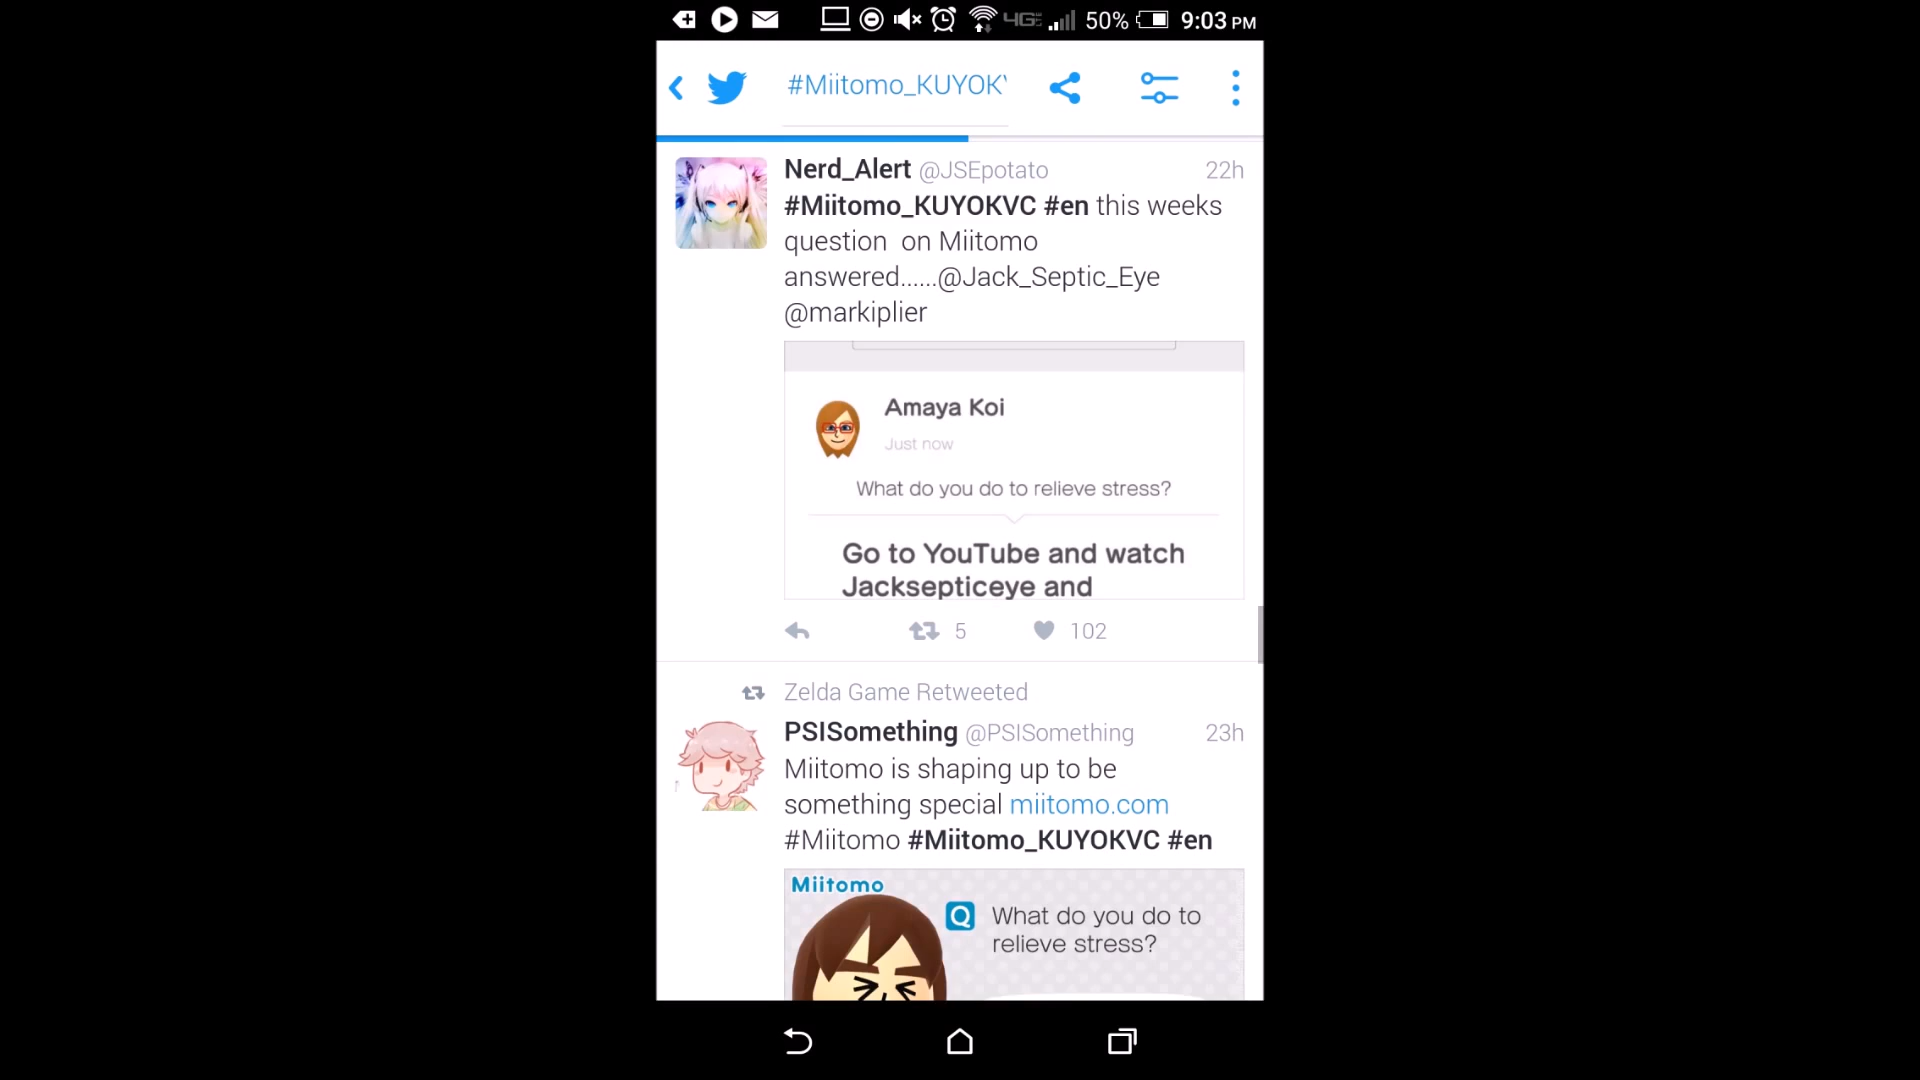 4G 50% 9:03 PM
#Miitomo_KUYOK
Nerd_Alert @JSEpotato 22h
#Miitomo_KUYOKVC #en this weeks
question on Miitomo
answered......@Jack_Septic_Eye
@markiplier
Amaya Koi
Just now
What do you do to relieve stress?
Go to YouTube and watch
Jacksepticeye and
5 102
Zelda Game Retweeted
PSISomething @PSISomething 23h
Miitomo is shaping up to be
something special miitomo.com
#Miitomo #Miitomo_KUYOKVC #en
Miitomo
Q What do you do to
relieve stress?